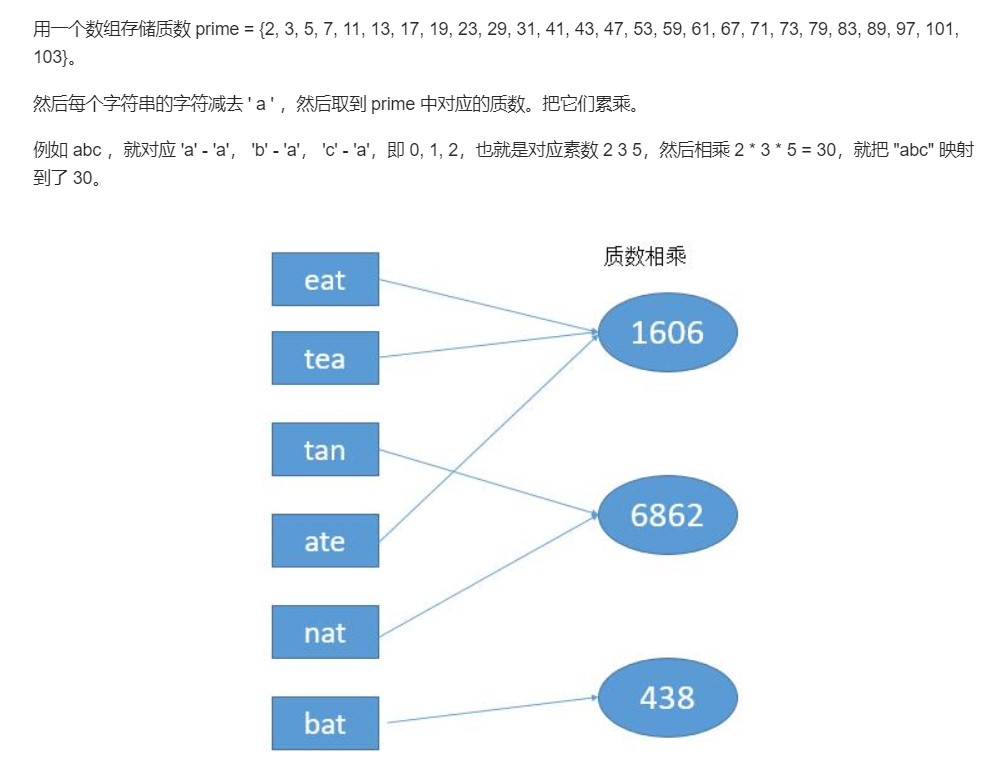 用一个数组存储质数 prime = {2, 3, 5, 7, 11, 13, 17, 19, 23, 29, 31, 41, 43, 47, 53, 59, 61, 67, 71, 73, 79, 83, 89, 97, 101,
103}。
然后每个字符串的字符减去 ' a ' ，然后取到 prime 中对应的质数。把它们累乘。
例如 abc ，就对应 'a' - 'a'， 'b' - 'a'， 'c' - 'a'，即 0, 1, 2，也就是对应素数 2 3 5，然后相乘 2 * 3 * 5 = 30，就把 "abc" 映射
到了 30。
质数相乘
eat
1606
tea
tan
6862
ate
nat
438
bat